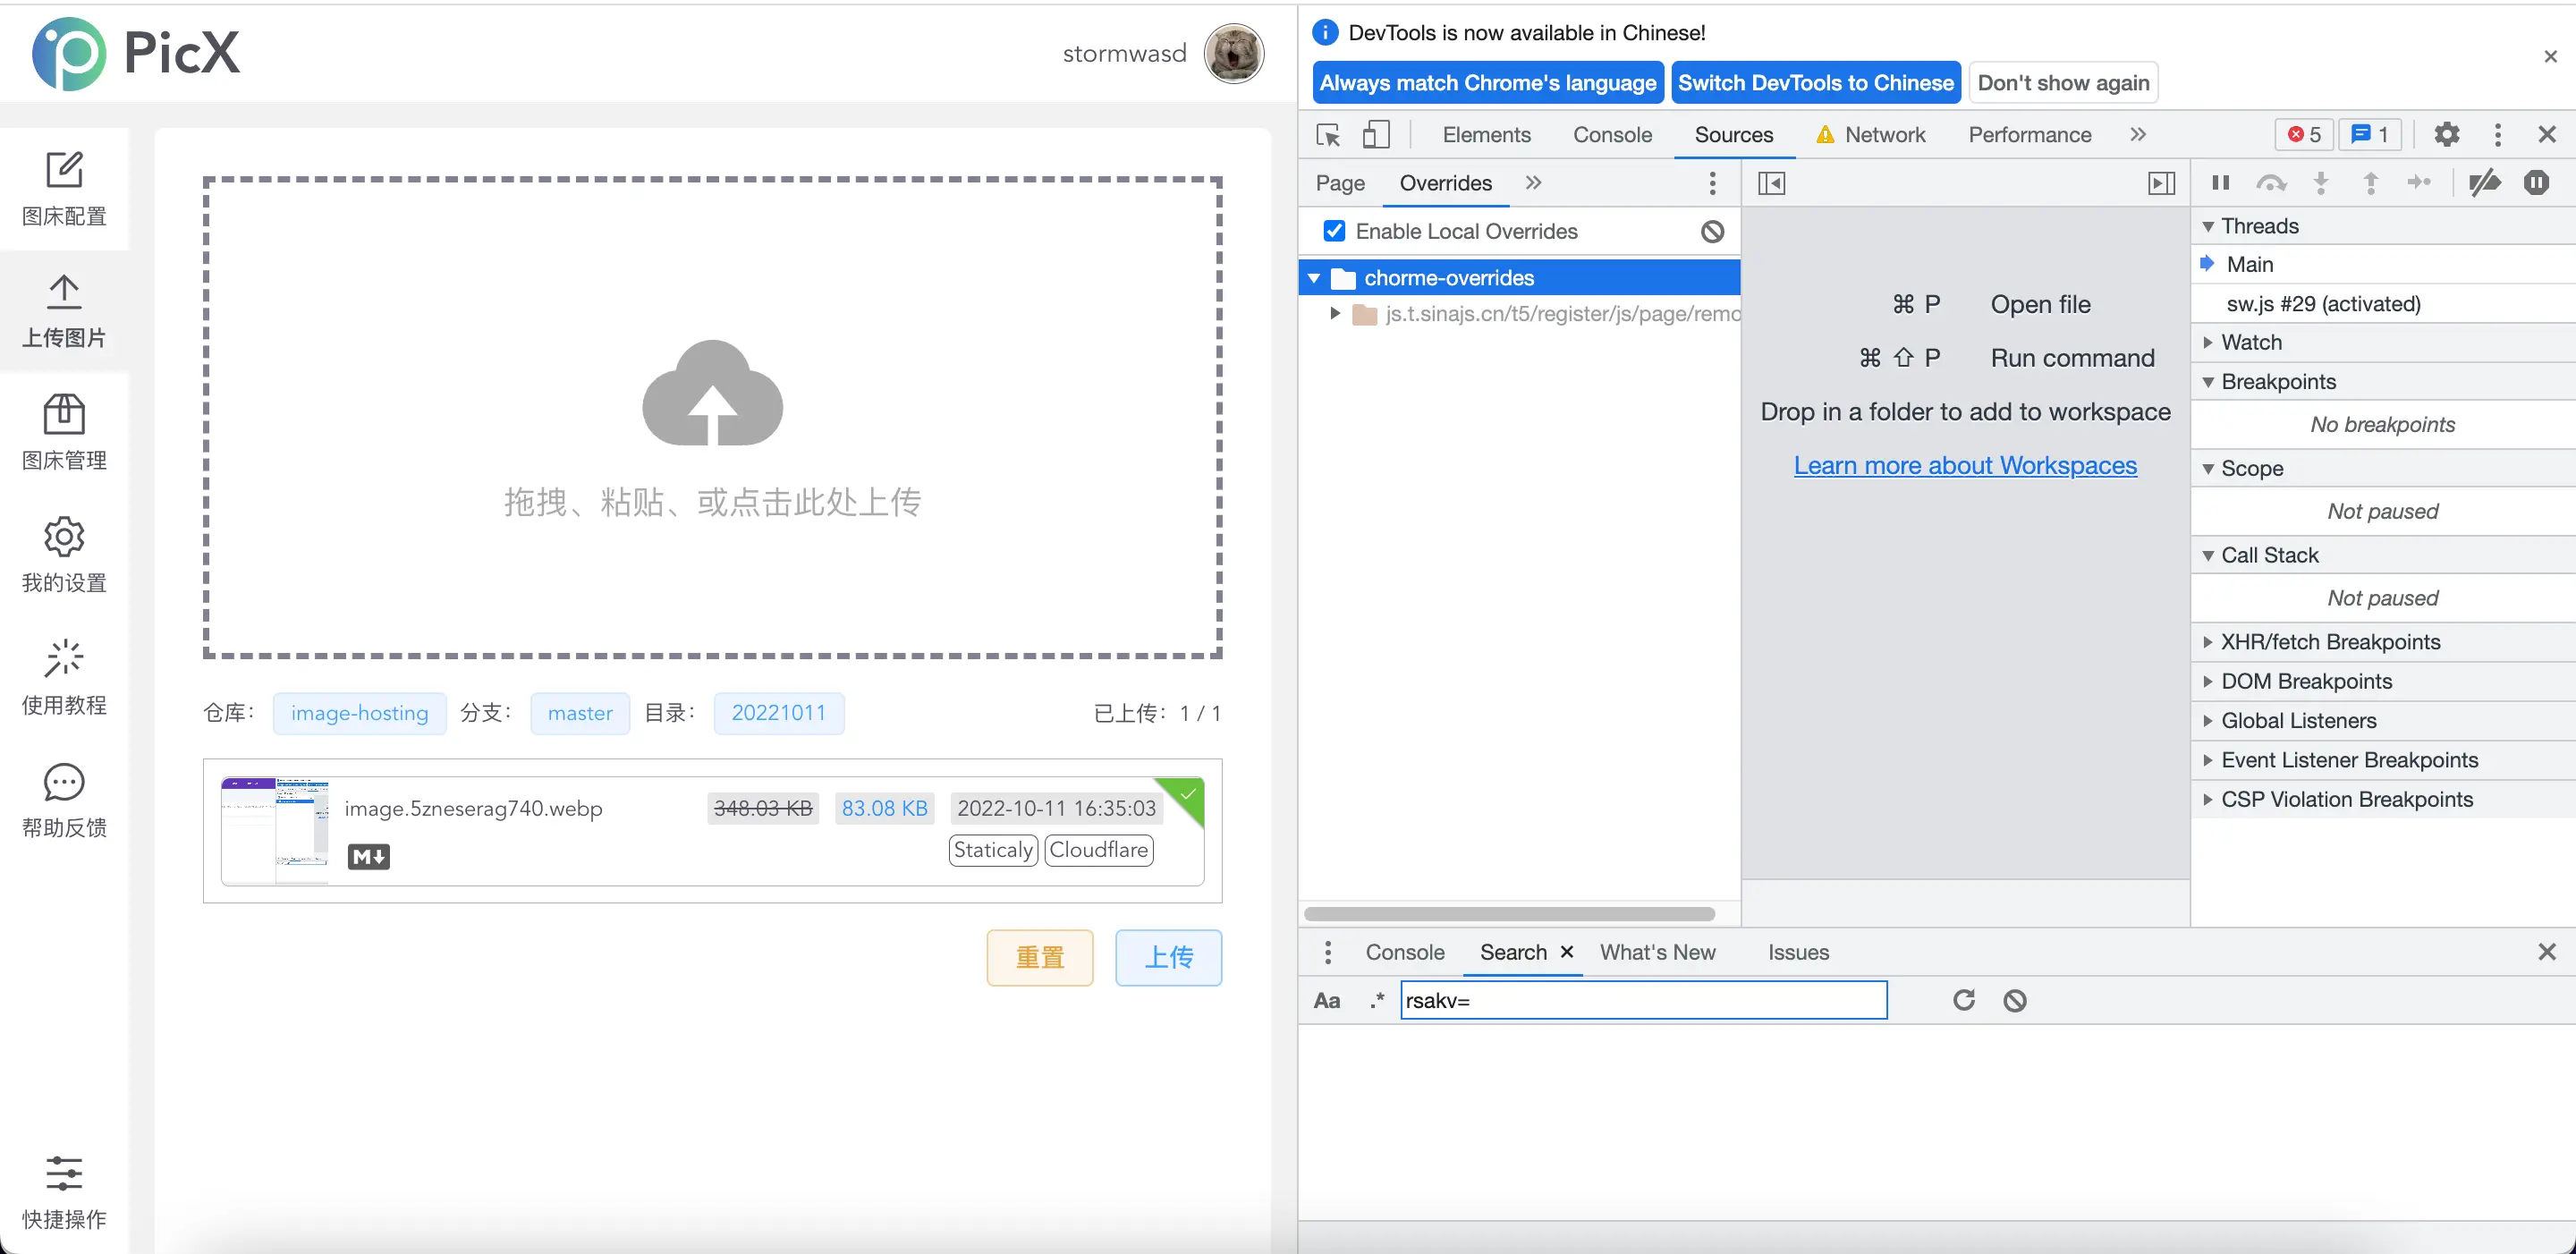 PicX
stormwasd
图床配置
上传图片
图床管理
我的设置
使用教程
帮助反馈
快捷操作
拖拽、粘贴、或点击此处上传
仓库： image-hosting 分支： master 目录： 20221011 已上传：1 / 1
image.5zneserag740.webp 348.03 KB 83.08 KB 2022-10-11 16:35:03
M Staticaly Cloudflare
重置 上传
DevTools is now available in Chinese!
Always match Chrome's language Switch DevTools to Chinese Don't show again
Elements Console Sources Network Performance 5 1
Page Overrides
Enable Local Overrides
chorme-overrides
js.t.sinajs.cn/t5/register/js/page/remo
⌘ P Open file
⌘ ⇧ P Run command
Drop in a folder to add to workspace
Learn more about Workspaces
Threads
Main
sw.js #29 (activated)
Watch
Breakpoints
No breakpoints
Scope
Not paused
Call Stack
Not paused
XHR/fetch Breakpoints
DOM Breakpoints
Global Listeners
Event Listener Breakpoints
CSP Violation Breakpoints
Console Search What's New Issues
Aa .* rsakv=